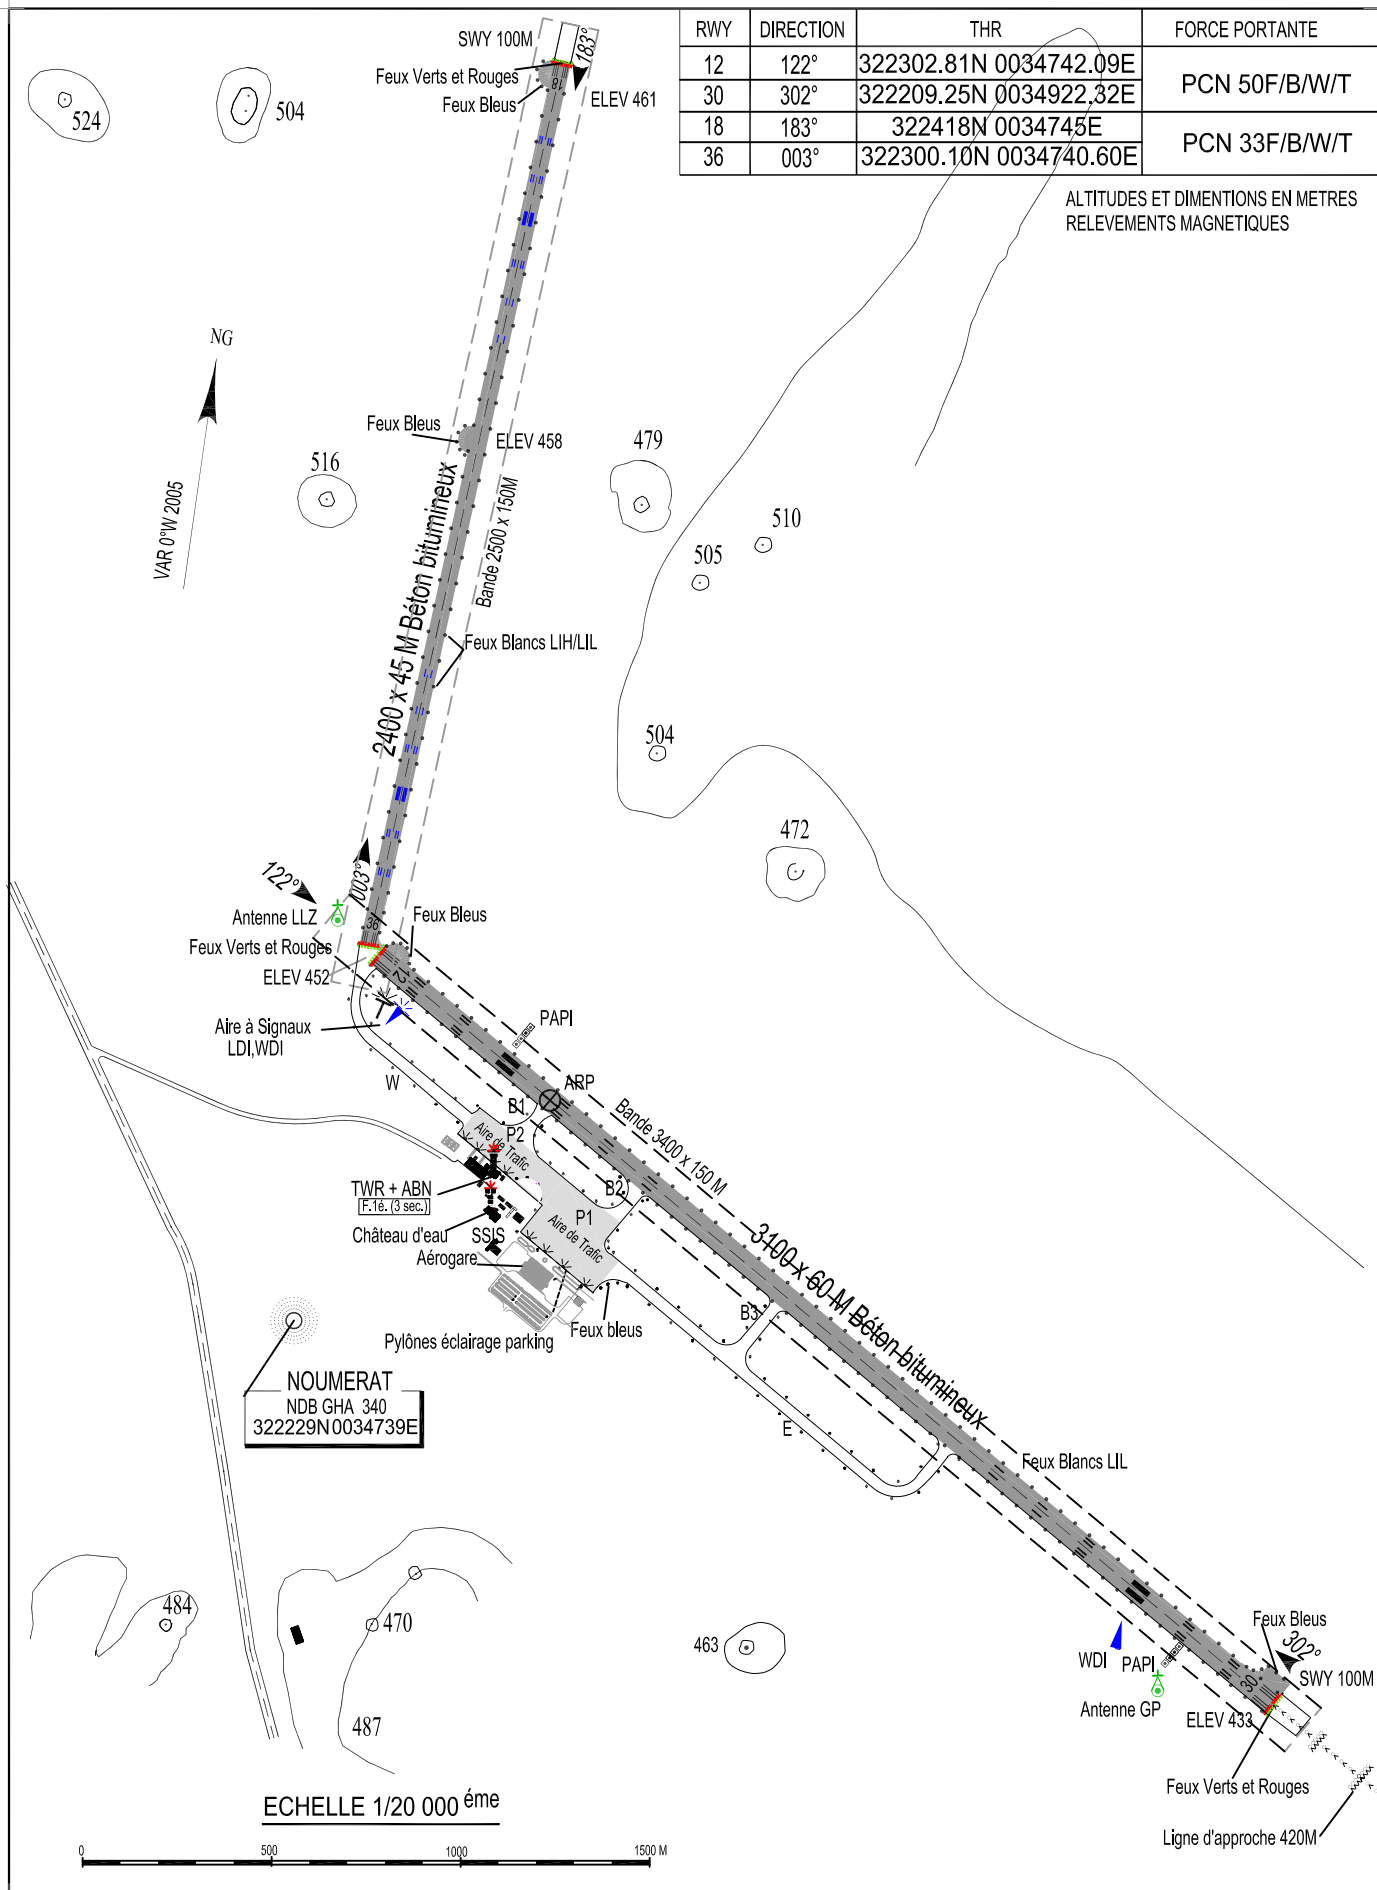 RWY DIRECTION THR FORCE PORTANTE
12 122° 322302.81N 0034742.09E PCN 50F/B/W/T
30 302° 322209.25N 0034922.32E
18 183° 322418N 0034745E PCN 33F/B/W/T
36 003° 322300.10N 0034740.60E
ALTITUDES ET DIMENTIONS EN METRES
RELEVEMENTS MAGNETIQUES
SWY 100M
183°
Feux Verts et Rouges
18
Feux Bleus
ELEV 461
524
504
NG
VAR 0°W 2005
Feux Bleus
ELEV 458
516
479
510
505
2400 x 45 M Béton bitumineux
Bande 2500 x 150M
Feux Blancs LIH/LIL
504
472
122°
003°
Antenne LLZ
36
Feux Bleus
Feux Verts et Rouges
ELEV 452
12
Aire à Signaux
LDI,WDI
PAPI
W
ARP
B1
P2
Aire de Trafic
Bande 3400 x 150 M
TWR + ABN
F.1é. (3 sec.)
B2
P1
Aire de Trafic
Château d'eau
SSIS
Aérogare
3100 x 60 M Béton bitumineux
B3
Feux bleus
Pylônes éclairage parking
NOUMERAT
NDB GHA 340
322229N0034739E
E
Feux Blancs LIL
484
470
463
487
Feux Bleus
302°
WDI
PAPI
30
SWY 100M
Antenne GP
ELEV 433
Feux Verts et Rouges
Ligne d'approche 420M
ECHELLE 1/20 000 éme
0 500 1000 1500 M